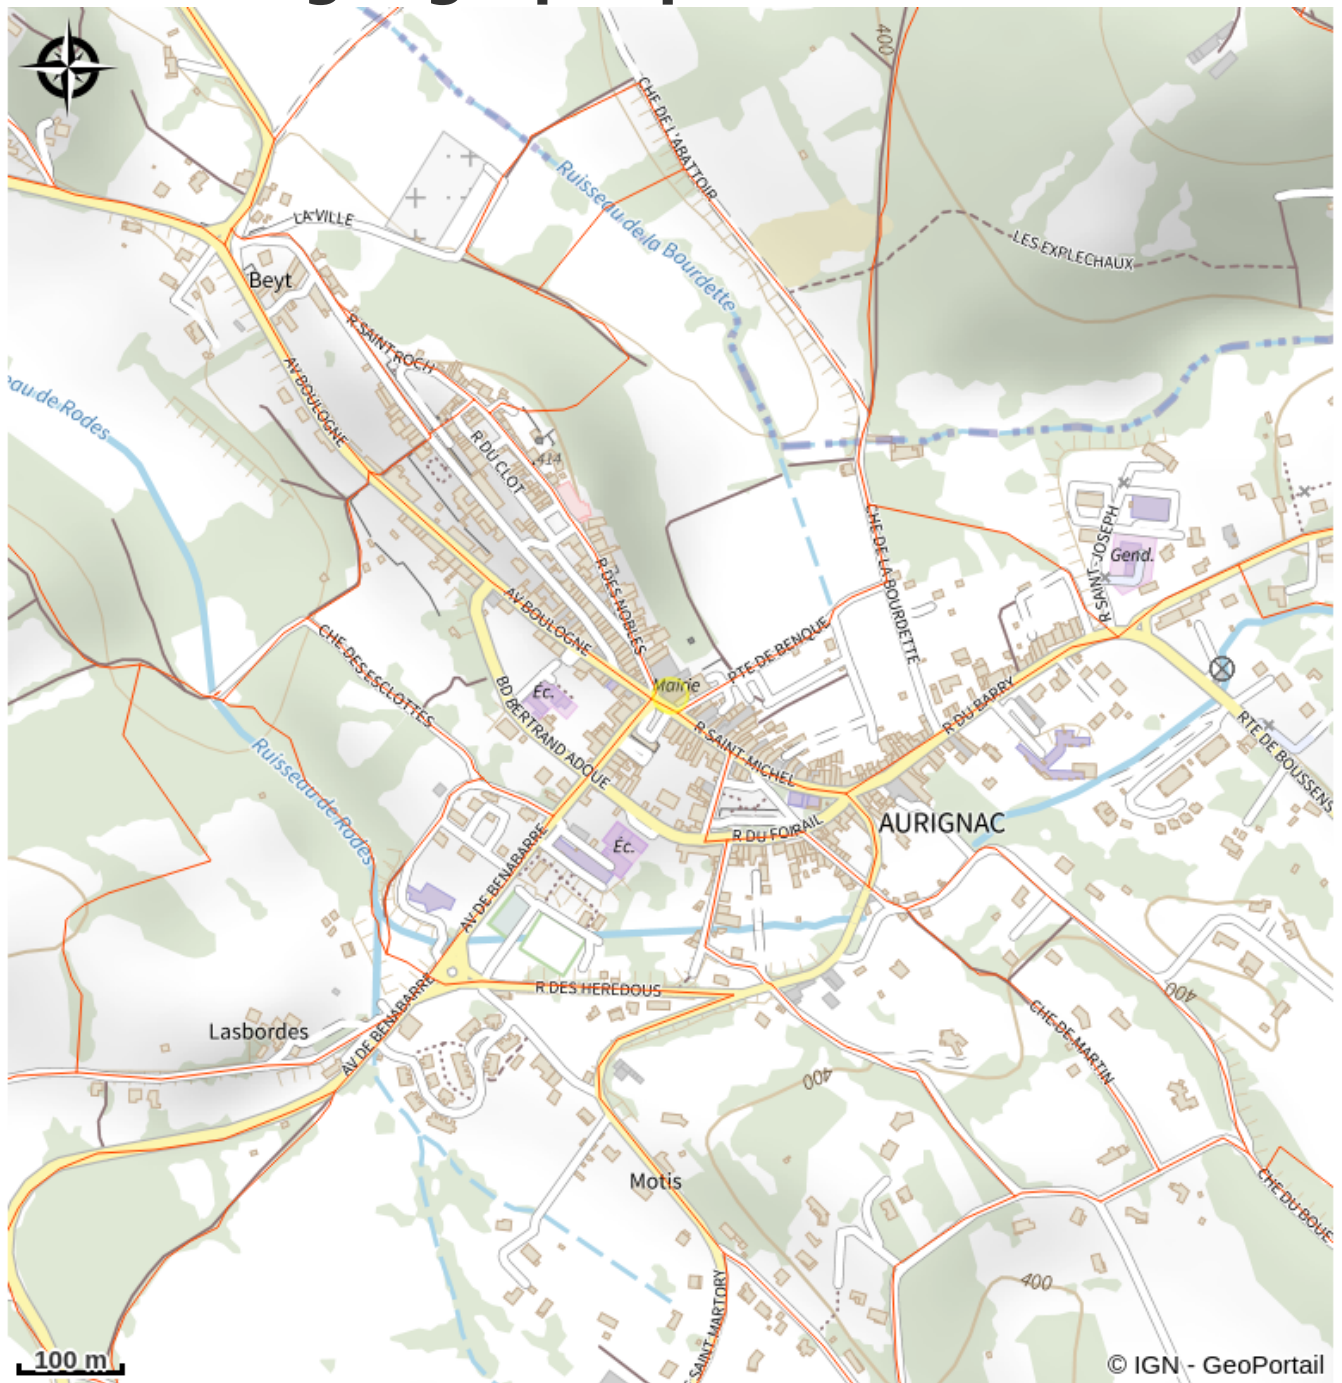 400
CHE DE L'ABATTOIR
Ruisseau de la Bourdette
LA VILLE
LES EXPLECHAUX
Beyt
R SAINT-ROCH
AV BOULOGNE
eau de Rodes
R DU CLOT
414
R SAINT-JOSEPH
Gend.
CHE DE LA BOURDETTE
R DES NOBLES
AV BOULOGNE
PTE DE BENQUE
CHE DES ESCLOTTES
Mairie
Éc.
BD BERTRAND ADOUE
R SAINT-MICHEL
R DU BARRY
RTE DE BOUSSENS
Ruisseau de Rodes
AURIGNAC
R DU FOIRAIL
Éc.
AV DE BENABARRE
R DES HEREDOUS
400
AV DE BENABARRE
Lasbordes
CHE DE MARTIN
400
Motis
CHE DU BOUE
400
SAINT MARTORY
100 m
© IGN - GeoPortail